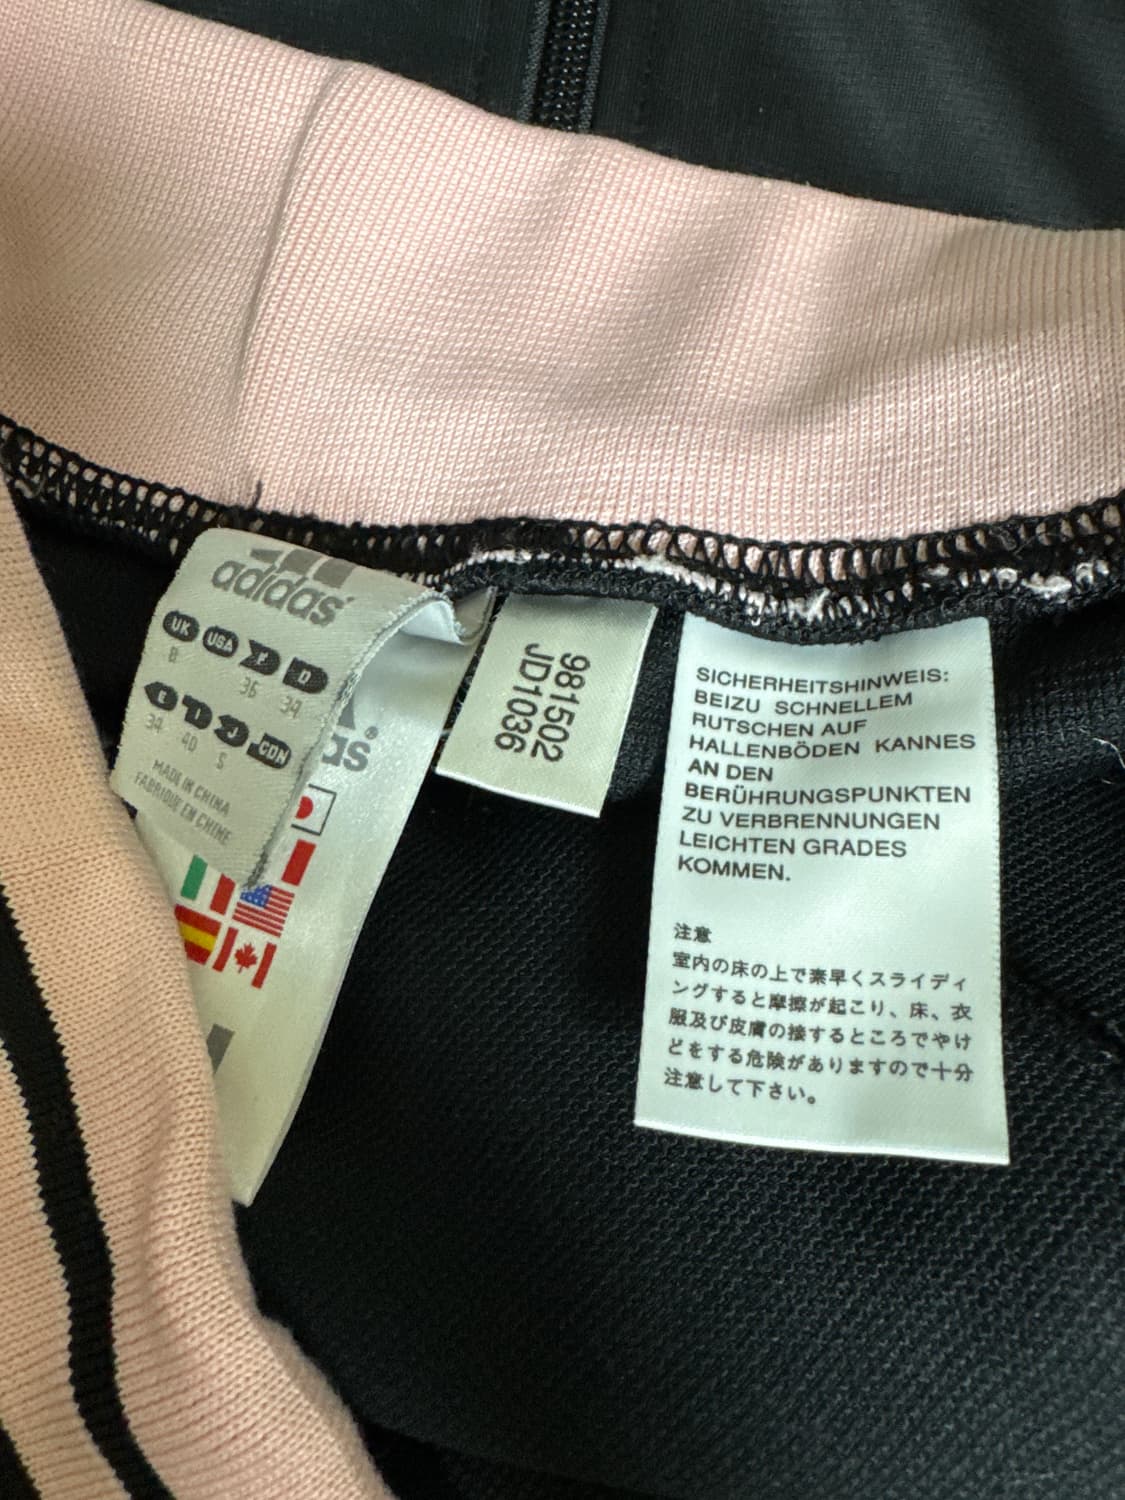 adidas
UK USA F D
8 36 34
E I J CDN
34 40 S
MADE IN CHINA
FABRIQUE EN CHINE
981502
JD1036
SICHERHEITSHINWEIS:
BEIZU SCHNELLEM
RUTSCHEN AUF
HALLENBÖDEN KANNES
AN DEN
BERÜHRUNGSPUNKTEN
ZU VERBRENNUNGEN
LEICHTEN GRADES
KOMMEN.
注意
室内の床の上で素早くスライディ
ングすると摩擦が起こり、床、衣
服及び皮膚の接するところでやけ
どをする危険がありますので十分
注意して下さい。